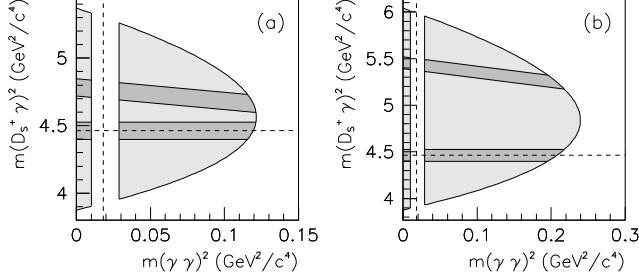 (a)
m(D_s^+ γ)^2 (GeV^2/c^4)
5
4.5
4
0
0.05
0.1
0.15
m(γ γ)^2 (GeV^2/c^4)
(b)
m(D_s^+ γ)^2 (GeV^2/c^4)
6
5.5
5
4.5
4
0
0.1
0.2
0.3
m(γ γ)^2 (GeV^2/c^4)